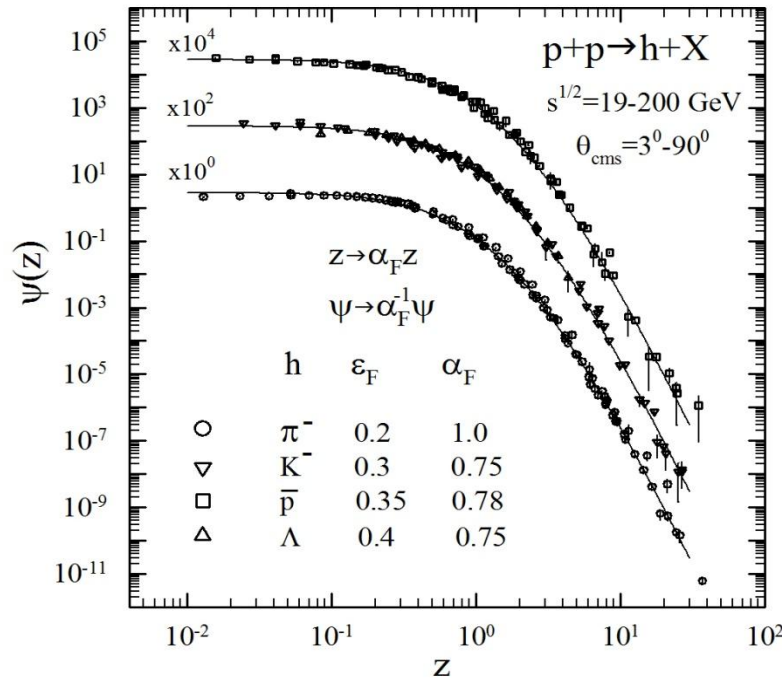 p+p→h+X
s^{1/2}=19-200 GeV
θ_{cms}=3^0-90^0
x10^4
x10^2
x10^0
z→α_F z
ψ→α_F^{-1}ψ
h ε_F α_F
π^- 0.2 1.0
K^- 0.3 0.75
p̄ 0.35 0.78
Λ 0.4 0.75
ψ(z)
10^5
10^3
10^1
10^{-1}
10^{-3}
10^{-5}
10^{-7}
10^{-9}
10^{-11}
10^{-2} 10^{-1} 10^0 10^1 10^2
z